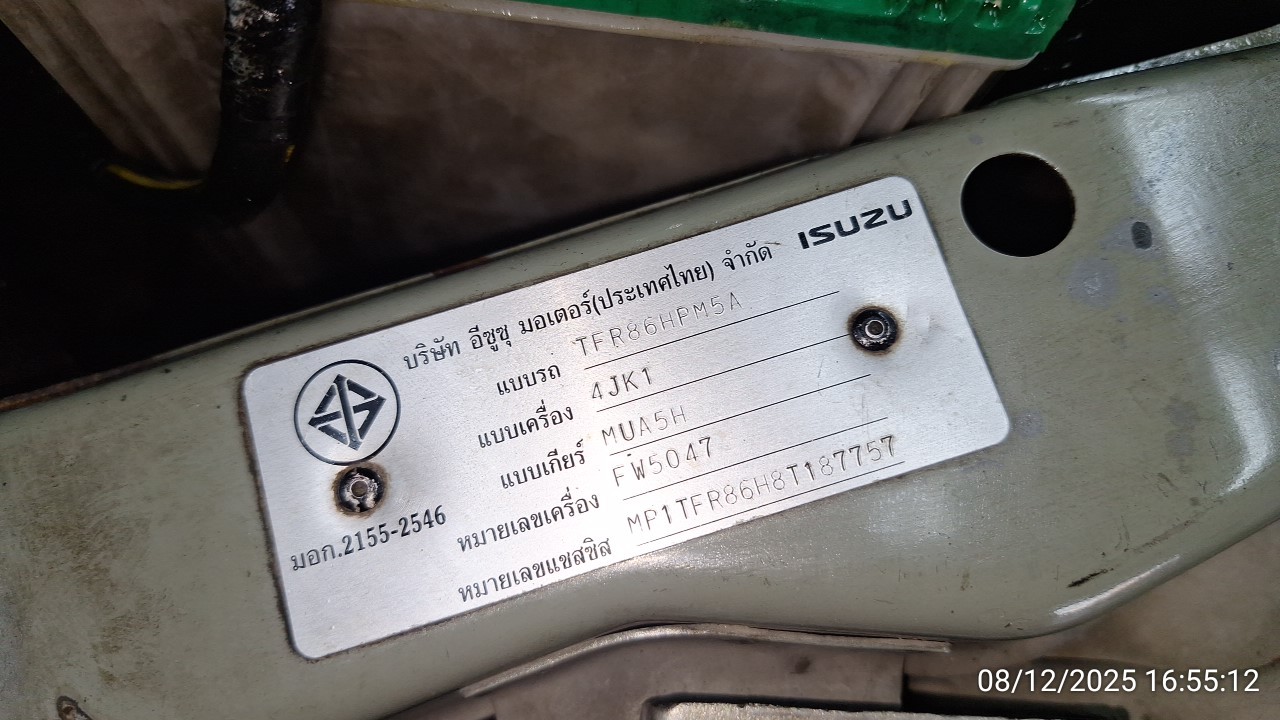 ISUZU
บริษัท อีซูซุ มอเตอร์(ประเทศไทย) จำกัด
แบบรถ TFR86HPM5A
แบบเครื่อง 4JK1
แบบเกียร์ MUA5H
หมายเลขเครื่อง FW5047
หมายเลขแชสซิส MP1TFR86H8T187757
มอก.2155-2546
08/12/2025 16:55:12